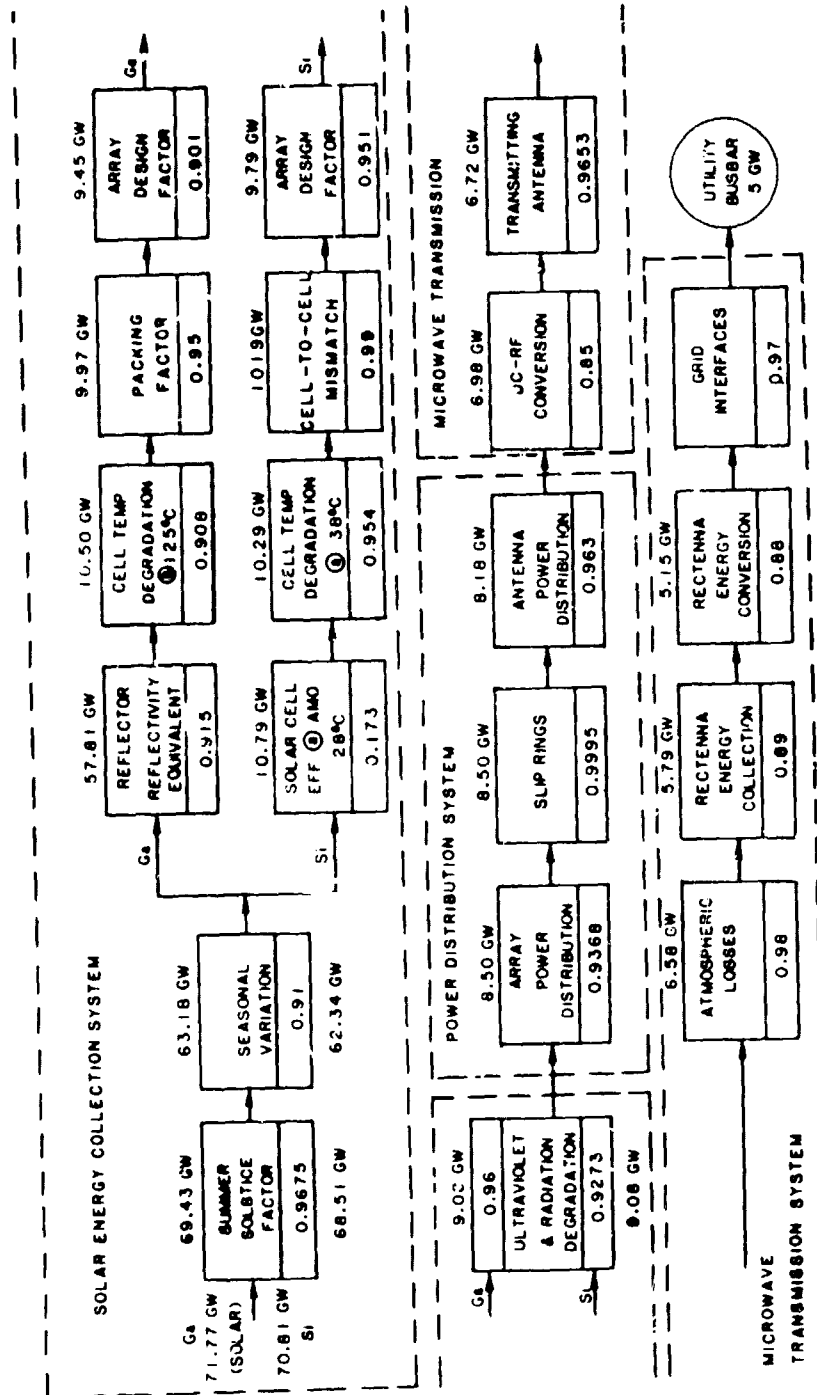 SOLAR ENERGY COLLECTION SYSTEM
Ga
71.77 GW
(SOLAR)
70.81 GW
Si
69.43 GW
SUMMER
SOLSTICE
FACTOR
0.9675
68.51 GW
63.18 GW
SEASONAL
VARIATION
0.91
62.34 GW
Ga
57.81 GW
REFLECTOR
REFLECTIVITY
EQUIVALENT
0.915
10.50 GW
CELL TEMP
DEGRADATION
@ 125°C
0.908
9.97 GW
PACKING
FACTOR
0.95
9.45 GW
ARRAY
DESIGN
FACTOR
0.901
Ga
Si
10.79 GW
SOLAR CELL
EFF @ AMO
28°C
0.173
10.29 GW
CELL TEMP
DEGRADATION
@ 38°C
0.954
1019GW
CELL-TO-CELL
MISMATCH
0.99
9.79 GW
ARRAY
DESIGN
FACTOR
0.951
Si
Ga
Si
9.02 GW
0.96
ULTRAVIOLET
& RADIATION
DEGRADATION
0.9273
9.08 GW
POWER DISTRIBUTION SYSTEM
8.50 GW
ARRAY
POWER
DISTRIBUTION
0.9368
8.50 GW
SLIP RINGS
0.9995
8.18 GW
ANTENNA
POWER
DISTRIBUTION
0.963
MICROWAVE TRANSMISSION
6.98 GW
DC-RF
CONVERSION
0.85
6.72 GW
TRANSMITTING
ANTENNA
0.9653
MICROWAVE
TRANSMISSION SYSTEM
6.58 GW
ATMOSPHERIC
LOSSES
0.98
5.79 GW
RECTENNA
ENERGY
COLLECTION
0.89
5.15 GW
RECTENNA
ENERGY
CONVERSION
0.88
GRID
INTERFACES
0.97
UTILITY
BUSBAR
5 GW